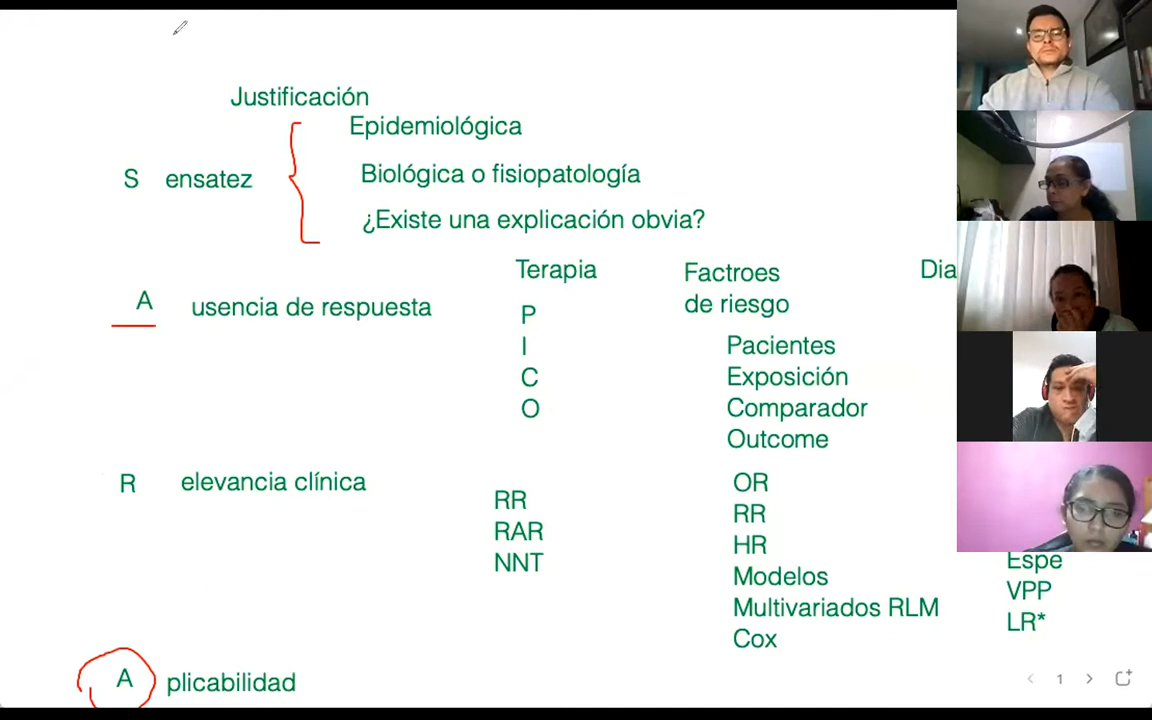 Justificación
Epidemiológica
S ensatez
Biológica o fisiopatología
¿Existe una explicación obvia?
A usencia de respuesta
Terapia
P
I
C
O
Factroes
de riesgo
Pacientes
Exposición
Comparador
Outcome
Dia
R elevancia clínica
RR
RAR
NNT
OR
RR
HR
Modelos
Multivariados RLM
Cox
Espe
VPP
LR*
A plicabilidad
1